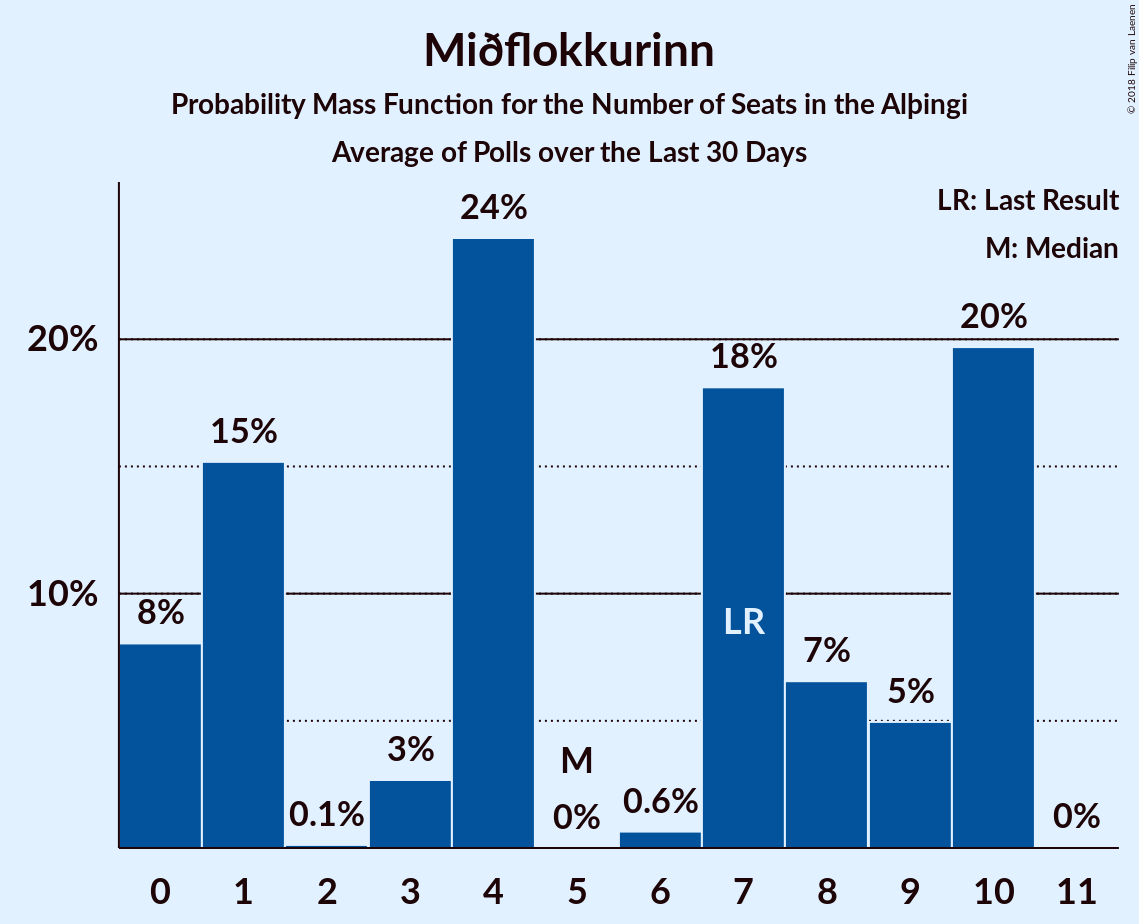 Miðflokkurinn
Probability Mass Function for the Number of Seats in the Alþingi
Average of Polls over the Last 30 Days
© 2018 Filip van Laenen
LR: Last Result
M: Median
20%
10%
8%
15%
0.1%
3%
24%
M
0%
0.6%
18%
LR
7%
5%
20%
0%
0 1 2 3 4 5 6 7 8 9 10 11